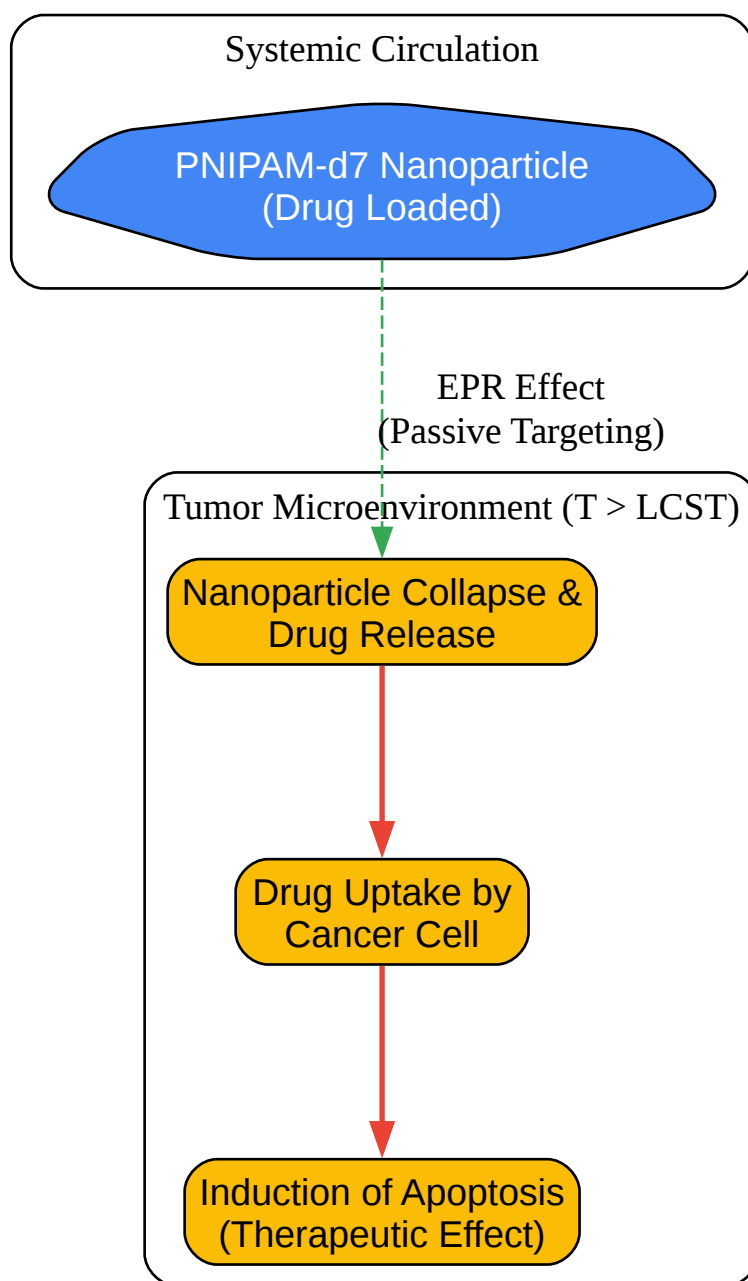 Systemic Circulation
PNIPAM-d7 Nanoparticle
(Drug Loaded)
EPR Effect
(Passive Targeting)
Tumor Microenvironment (T > LCST)
Nanoparticle Collapse &
Drug Release
Drug Uptake by
Cancer Cell
Induction of Apoptosis
(Therapeutic Effect)